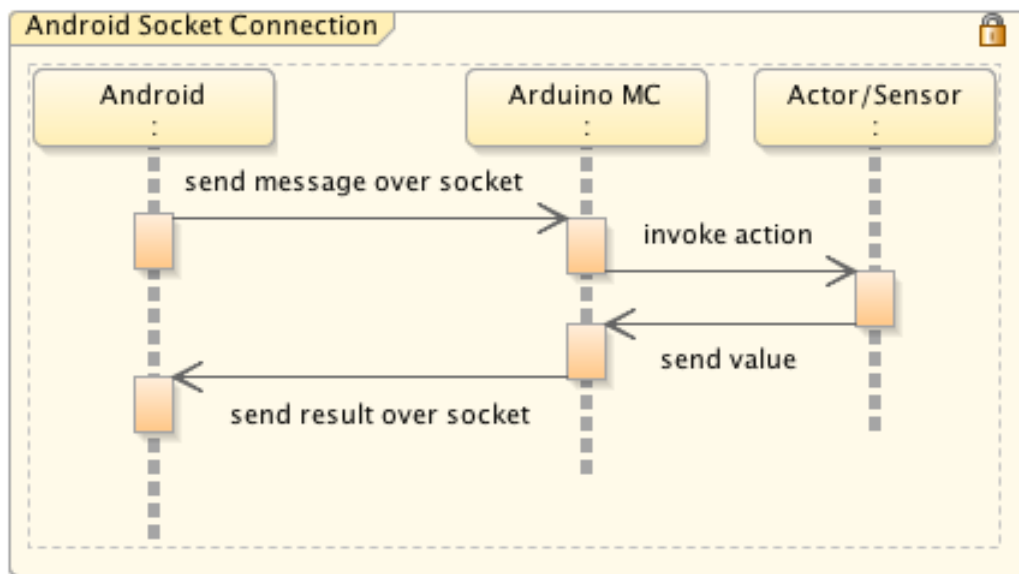 Android Socket Connection
Android
:
Arduino MC
:
Actor/Sensor
:
send message over socket
invoke action
send value
send result over socket